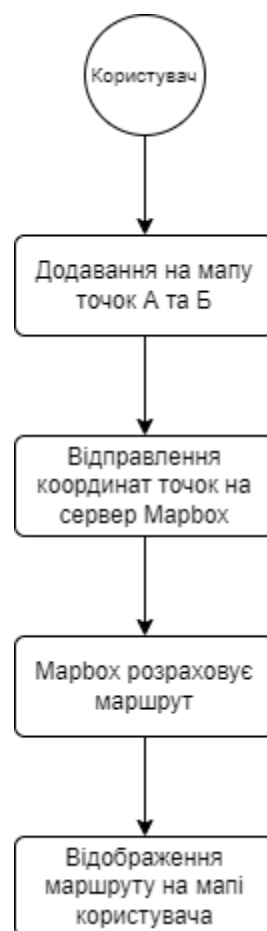 Користувач
Додавання на мапу
точок А та Б
Відправлення
координат точок на
сервер Mapbox
Mapbox розраховує
маршрут
Відображення
маршруту на мапі
користувача